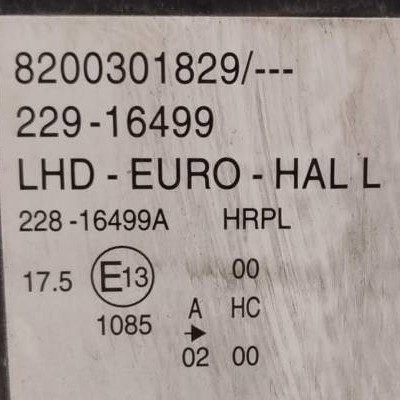 8200301829/---
229-16499
LHD - EURO - HAL L
228 -16499A HRPL
17.5 E13 00
1085 A HC
→
02 00